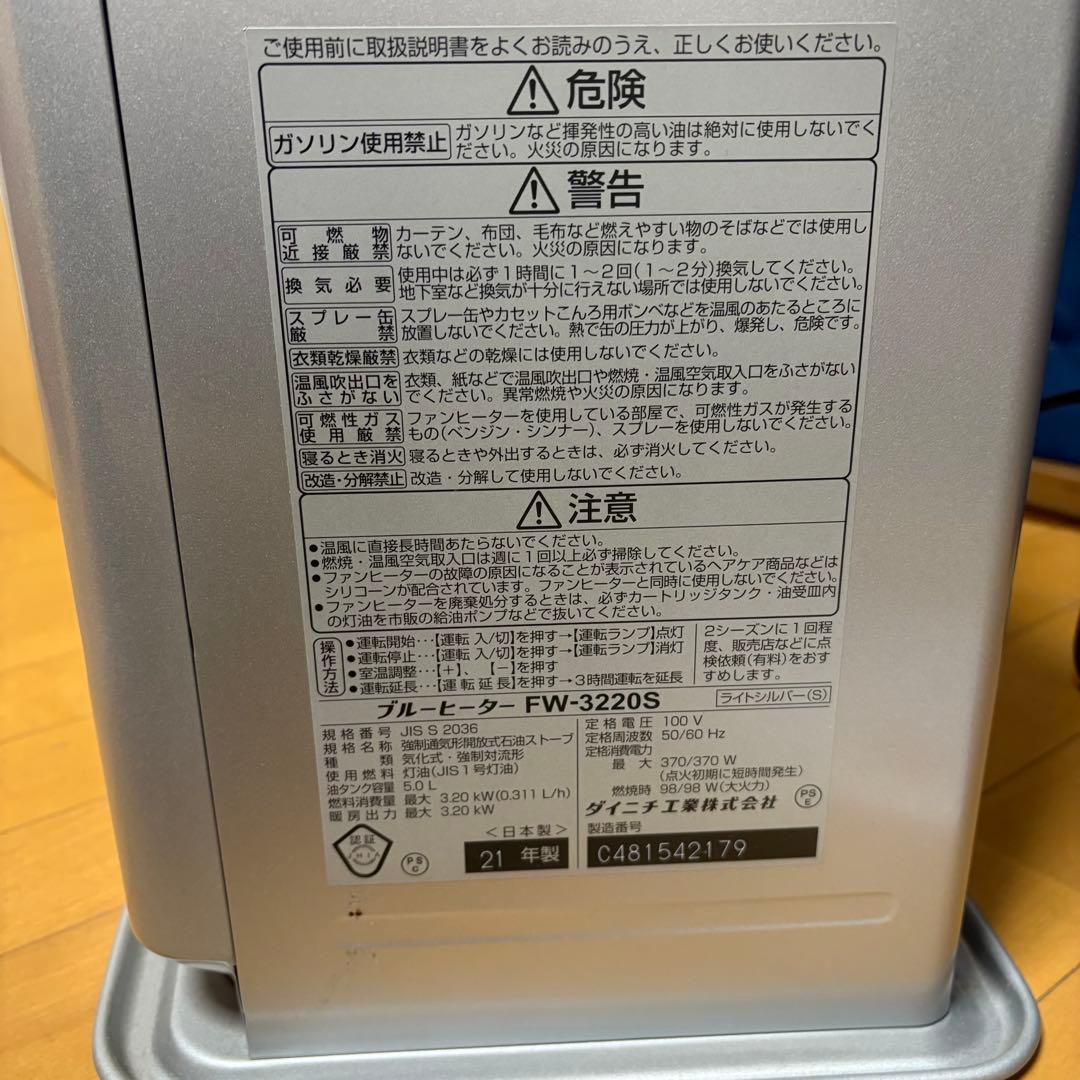 ご使用前に取扱説明書をよくお読みのうえ、正しくお使いください。
危険
ガソリン使用禁止
ガソリンなど揮発性の高い油は絶対に使用しないでく
ださい。火災の原因になります。
警告
可燃物
近接厳禁
カーテン、布団、毛布など燃えやすい物のそばなどでは使用し
ないでください。火災の原因になります。
換気必要
使用中は必ず1時間に1〜2回(1〜2分)換気してください。
地下室など換気が十分に行えない場所では使用しないでください。
スプレー缶
厳禁
スプレー缶やカセットこんろ用ボンベなどを温風のあたるところに
放置しないでください。熱で缶の圧力が上がり、爆発し、危険です。
衣類乾燥厳禁
衣類などの乾燥には使用しないでください。
温風吹出口を
ふさがない
衣類、紙などで温風吹出口や燃焼・温風空気取入口をふさがない
でください。異常燃焼や火災の原因になります。
可燃性ガス
使用厳禁
ファンヒーターを使用している部屋で、可燃性ガスが発生する
もの(ベンジン・シンナー)、スプレーを使用しないでください。
寝るとき消火
寝るときや外出するときは、必ず消火してください。
改造・分解禁止
改造・分解して使用しないでください。
注意
●温風に直接長時間あたらないでください。
●燃焼・温風空気取入口は週に1回以上必ず掃除してください。
●ファンヒーターの故障の原因になることが表示されているヘアケア商品などは
シリコーンが配合されています。ファンヒーターと同時に使用しないでください。
●ファンヒーターを廃棄処分するときは、必ずカートリッジタンク・油受皿内
の灯油を市販の給油ポンプなどで抜いてください。
操作方法
●運転開始…【運転 入/切】を押す→【運転ランプ】点灯
●運転停止…【運転 入/切】を押す→【運転ランプ】消灯
●室温調整…【+】、【−】を押す
●運転延長…【運転延長】を押す→3時間運転を延長
2シーズンに1回程
度、販売店などに点
検依頼(有料)をおす
すめします。
ブルーヒーター FW-3220S
ライトシルバー(S)
規格番号 JIS S 2036
規格名称 強制通気形開放式石油ストーブ
種類 気化式・強制対流形
使用燃料 灯油(JIS1号灯油)
油タンク容量 5.0 L
燃料消費量 最大 3.20 kW(0.311 L/h)
暖房出力 最大 3.20 kW
定格電圧 100 V
定格周波数 50/60 Hz
定格消費電力
最大 370/370 W
(点火初期に短時間発生)
燃焼時 98/98 W(大火力)
ダイニチ工業株式会社
PS
E
認証
JHIA
PS
C
<日本製>
21 年製
製造番号
C481542179